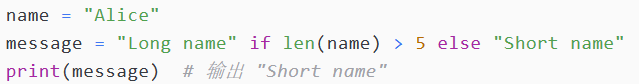 name = "Alice"
message = "Long name" if len(name) > 5 else "Short name"
print(message)  # 输出 "Short name"